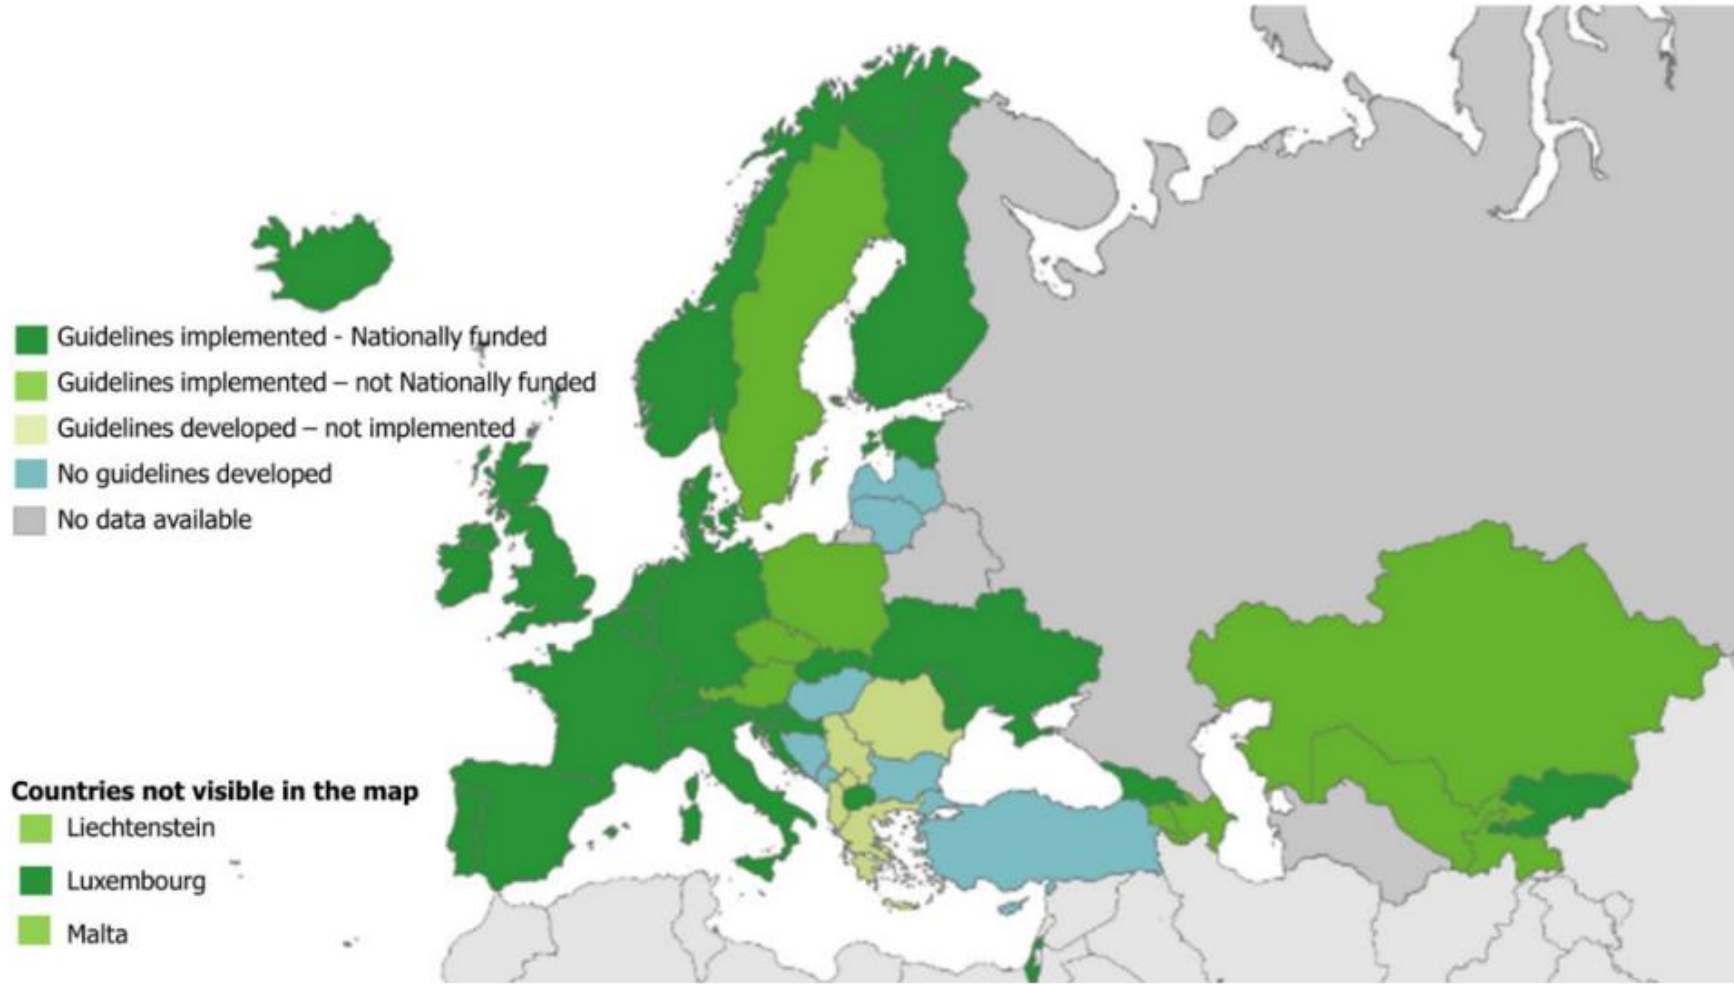 Guidelines implemented - Nationally funded
Guidelines implemented – not Nationally funded
Guidelines developed – not implemented
No guidelines developed
No data available
Countries not visible in the map
Liechtenstein
Luxembourg
Malta